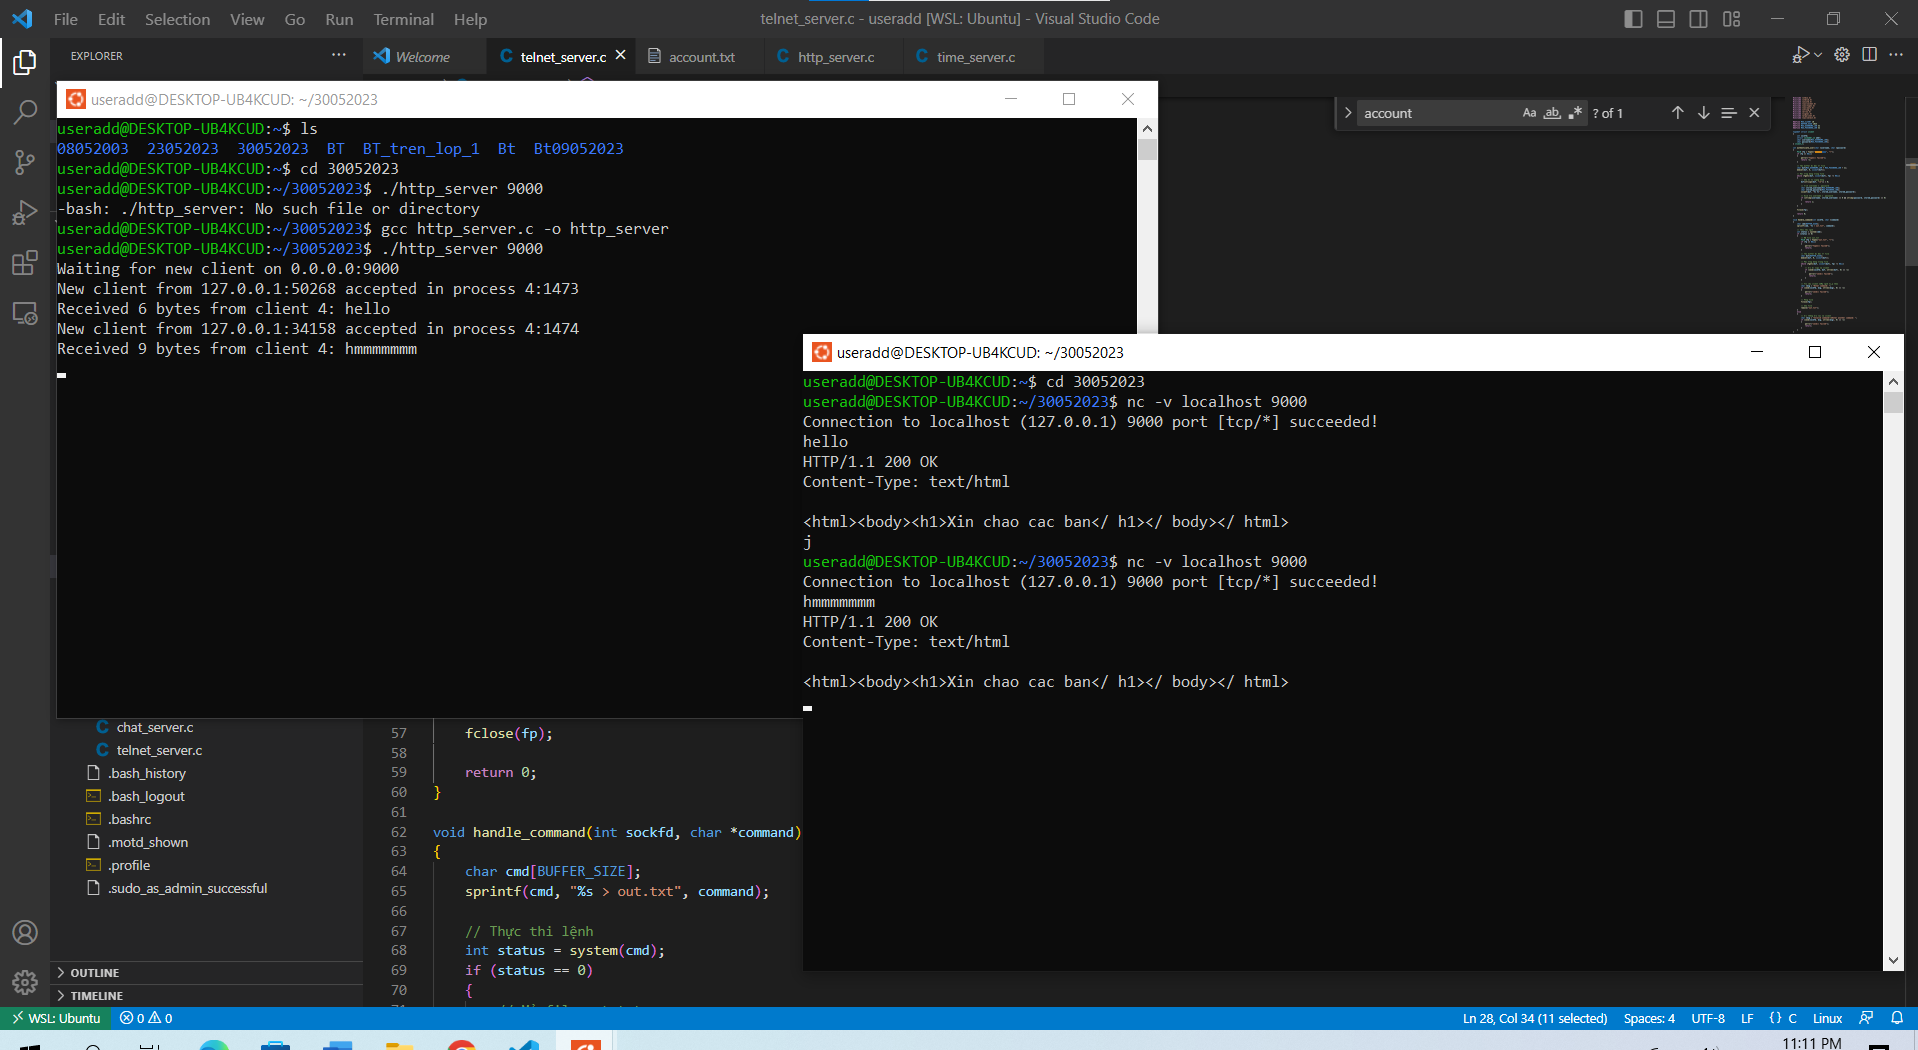 File Edit Selection View Go Run Terminal Help
telnet_server.c - useradd [WSL: Ubuntu] - Visual Studio Code
EXPLORER
Welcome
telnet_server.c
account.txt
http_server.c
time_server.c
account
Aa ab
? of 1
useradd@DESKTOP-UB4KCUD: ~/30052023
useradd@DESKTOP-UB4KCUD:~$ ls
08052003 23052023 30052023 BT BT_tren_lop_1 Bt Bt09052023
useradd@DESKTOP-UB4KCUD:~$ cd 30052023
useradd@DESKTOP-UB4KCUD:~/30052023$ ./http_server 9000
-bash: ./http_server: No such file or directory
useradd@DESKTOP-UB4KCUD:~/30052023$ gcc http_server.c -o http_server
useradd@DESKTOP-UB4KCUD:~/30052023$ ./http_server 9000
Waiting for new client on 0.0.0.0:9000
New client from 127.0.0.1:50268 accepted in process 4:1473
Received 6 bytes from client 4: hello
New client from 127.0.0.1:34158 accepted in process 4:1474
Received 9 bytes from client 4: hmmmmmmm
useradd@DESKTOP-UB4KCUD: ~/30052023
useradd@DESKTOP-UB4KCUD:~$ cd 30052023
useradd@DESKTOP-UB4KCUD:~/30052023$ nc -v localhost 9000
Connection to localhost (127.0.0.1) 9000 port [tcp/*] succeeded!
hello
HTTP/1.1 200 OK
Content-Type: text/html
<html><body><h1>Xin chao cac ban</ h1></ body></ html>
j
useradd@DESKTOP-UB4KCUD:~/30052023$ nc -v localhost 9000
Connection to localhost (127.0.0.1) 9000 port [tcp/*] succeeded!
hmmmmmmm
HTTP/1.1 200 OK
Content-Type: text/html
<html><body><h1>Xin chao cac ban</ h1></ body></ html>
chat_server.c
telnet_server.c
.bash_history
.bash_logout
.bashrc
.motd_shown
.profile
.sudo_as_admin_successful
OUTLINE
TIMELINE
57 fclose(fp);
58
59 return 0;
60 }
61
62 void handle_command(int sockfd, char *command)
63 {
64 char cmd[BUFFER_SIZE];
65 sprintf(cmd, "%s > out.txt", command);
66
67 // Thực thi lệnh
68 int status = system(cmd);
69 if (status == 0)
70 {
WSL: Ubuntu 0 0
Ln 28, Col 34 (11 selected) Spaces: 4 UTF-8 LF {} C Linux
11:11 PM